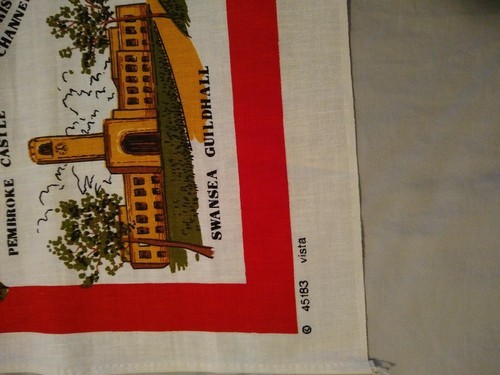 CHANNEL
PEMBROKE CASTLE
SWANSEA GUILDHALL
© 45183 vista